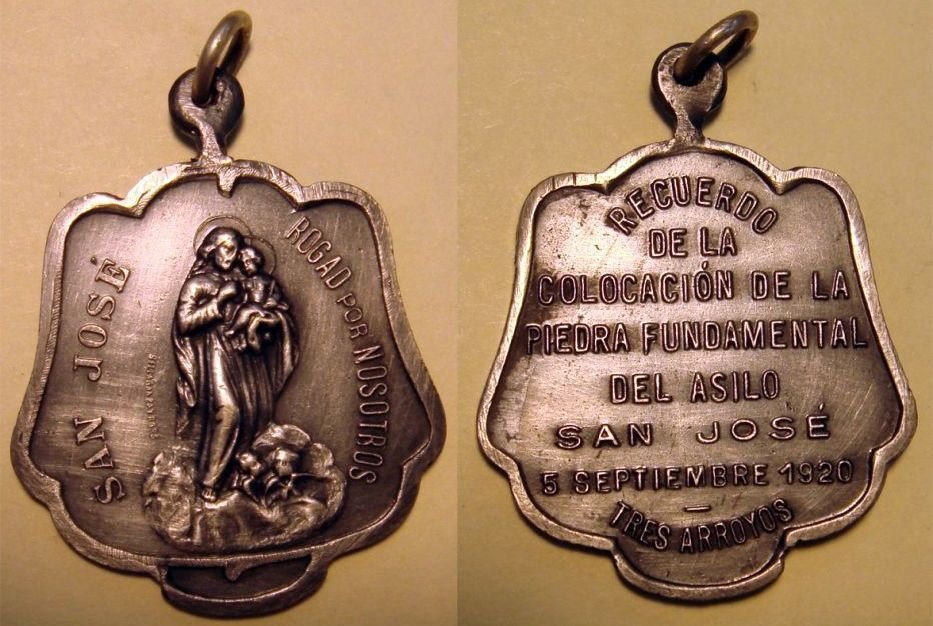 SAN JOSÉ
ROGAD POR NOSOTROS
RECUERDO
DE LA
COLOCACIÓN DE LA
PIEDRA FUNDAMENTAL
DEL ASILO
SAN JOSÉ
5 SEPTIEMBRE 1920
—
TRES ARROYOS